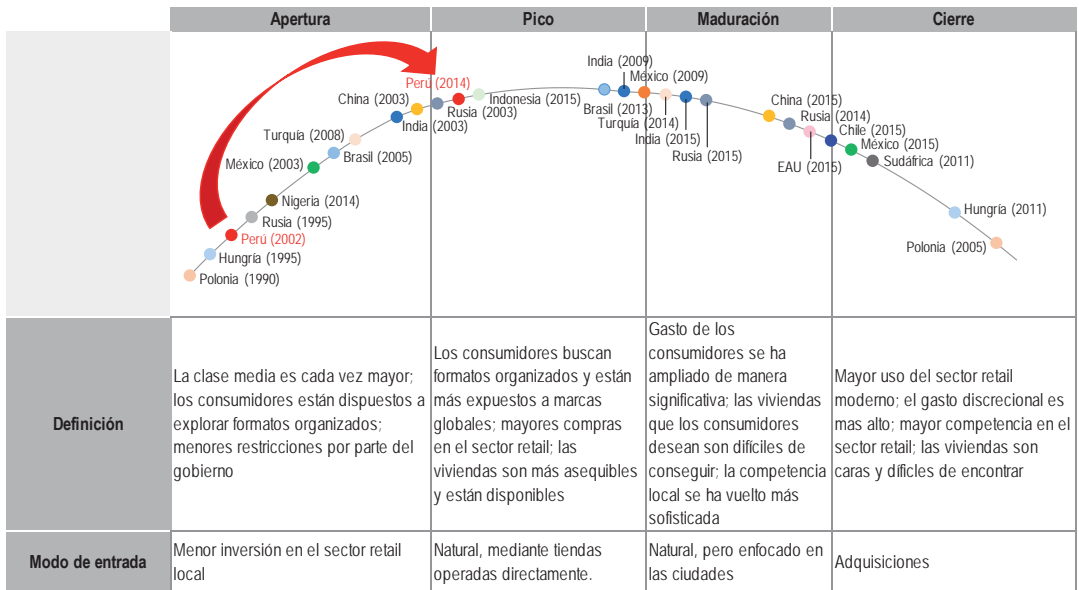 Apertura
Pico
Maduración
Cierre
India (2009)
México (2009)
Perú (2014)
China (2003)
Indonesia (2015)
Rusia (2003)
India (2003)
Brasil (2013)
Turquía (2014)
India (2015)
Rusia (2015)
China (2015)
Rusia (2014)
Chile (2015)
México (2015)
EAU (2015)
Sudáfrica (2011)
Turquía (2008)
Brasil (2005)
México (2003)
Nigeria (2014)
Rusia (1995)
Perú (2002)
Hungría (1995)
Polonia (1990)
Hungría (2011)
Polonia (2005)
Definición
La clase media es cada vez mayor;
los consumidores están dispuestos a
explorar formatos organizados;
menores restricciones por parte del
gobierno
Los consumidores buscan
formatos organizados y están
más expuestos a marcas
globales; mayores compras
en el sector retail; las
viviendas son más asequibles
y están disponibles
Gasto de los
consumidores se ha
ampliado de manera
significativa; las viviendas
que los consumidores
desean son difíciles de
conseguir; la competencia
local se ha vuelto más
sofisticada
Mayor uso del sector retail
moderno; el gasto discrecional es
mas alto; mayor competencia en el
sector retail; las viviendas son
caras y díficles de encontrar
Modo de entrada
Menor inversión en el sector retail
local
Natural, mediante tiendas
operadas directamente.
Natural, pero enfocado en
las ciudades
Adquisiciones